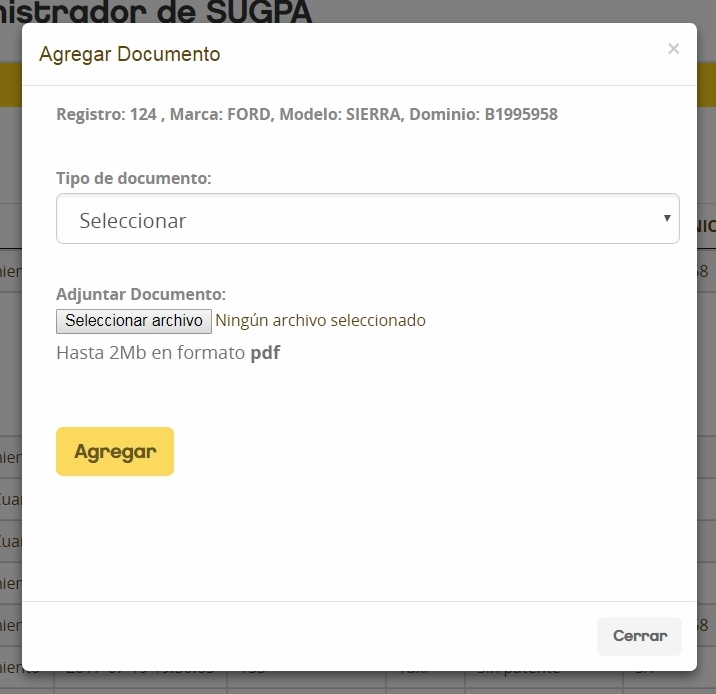 nistrador de SUGPA
Agregar Documento ×
Registro: 124 , Marca: FORD, Modelo: SIERRA, Dominio: B1995958
Tipo de documento:
Seleccionar
Adjuntar Documento:
Seleccionar archivo Ningún archivo seleccionado
Hasta 2Mb en formato pdf
Agregar
Cerrar